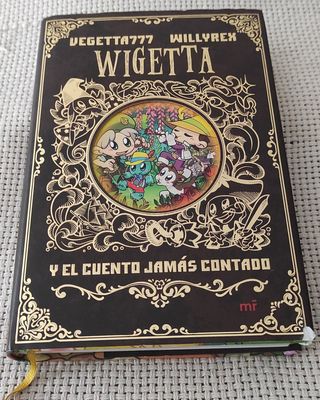 VEGETTA777 WILLYREX
WIGETTA
Y EL CUENTO JAMÁS CONTADO
mr